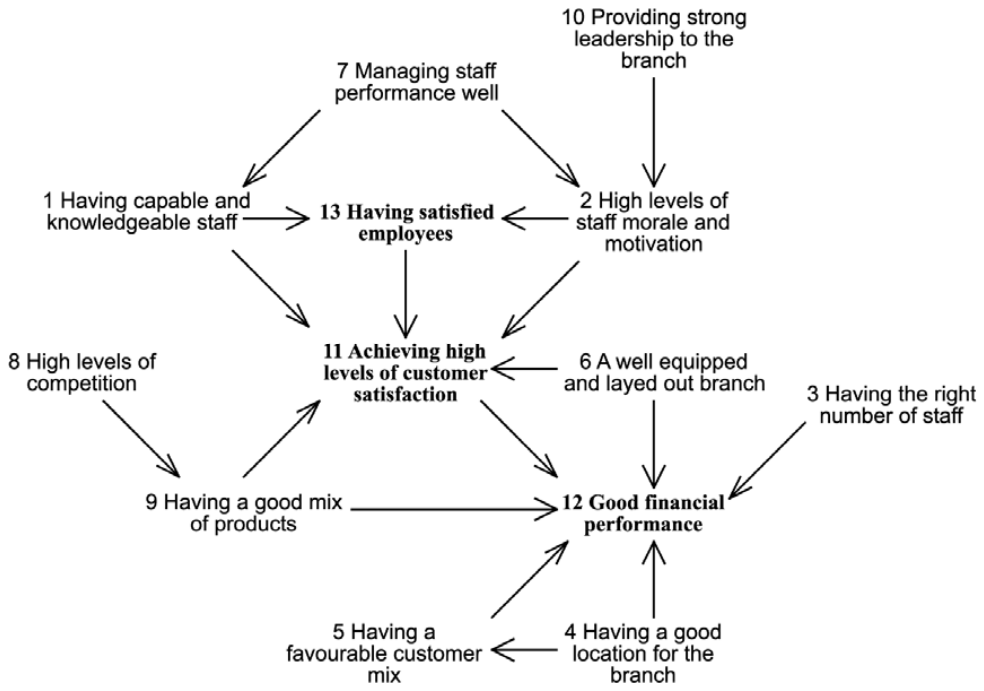 10 Providing strong
leadership to the
branch
7 Managing staff
performance well
1 Having capable and
knowledgeable staff
13 Having satisfied
employees
2 High levels of
staff morale and
motivation
8 High levels of
competition
11 Achieving high
levels of customer
satisfaction
6 A well equipped
and layed out branch
3 Having the right
number of staff
9 Having a good mix
of products
12 Good financial
performance
5 Having a
favourable customer
mix
4 Having a good
location for the
branch